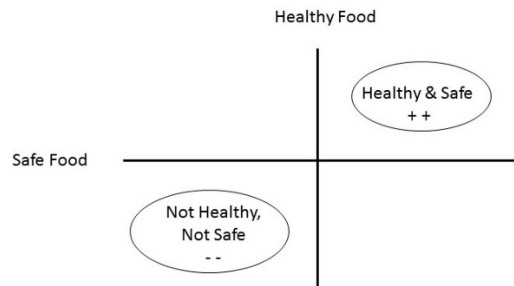 Healthy Food
Healthy & Safe
+ +
Safe Food
Not Healthy,
Not Safe
- -